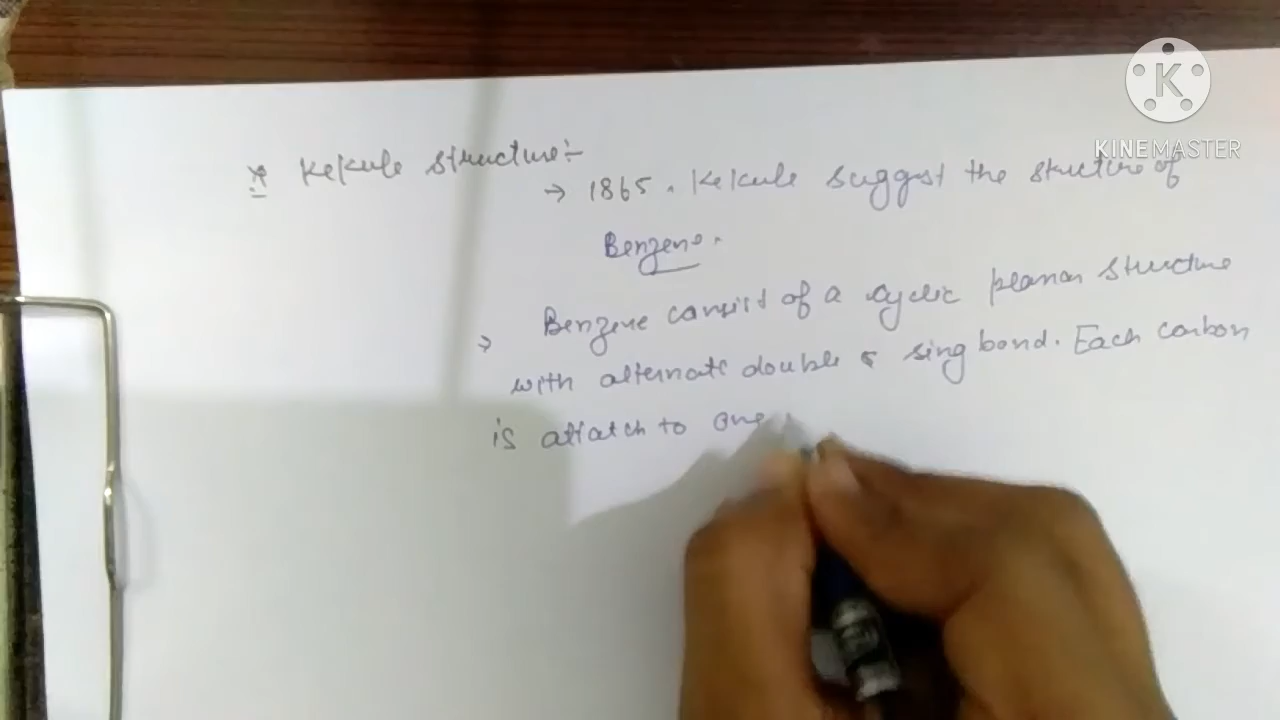 * Kekule structure:-
→ 1865. Kekule suggest the structure of
Benzene.
→ Benzene consist of a cyclic planar structure
with alternate double & sing bond. Each carbon
is attatch to one
K
KINEMASTER